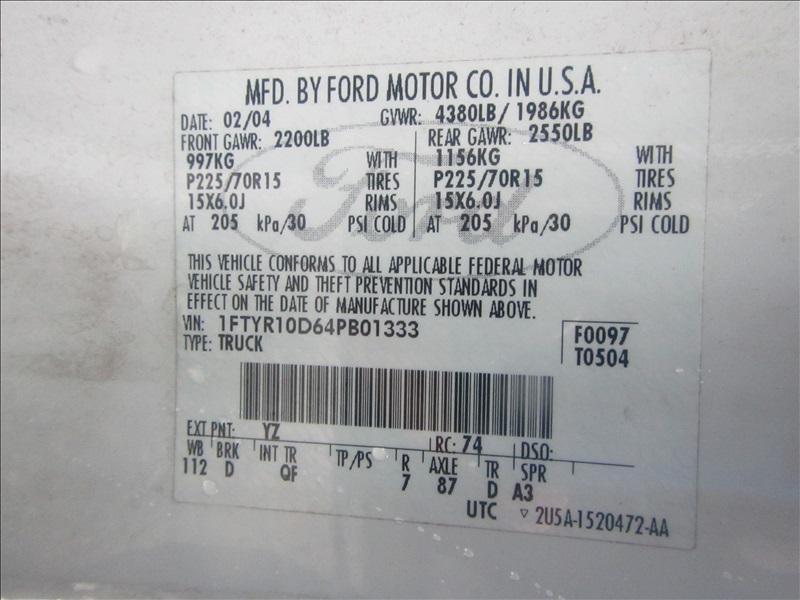 MFD. BY FORD MOTOR CO. IN U.S.A.
DATE: 02/04 GVWR: 4380LB/ 1986KG
FRONT GAWR: 2200LB REAR GAWR: 2550LB
997KG WITH 1156KG WITH
P225/70R15 TIRES P225/70R15 TIRES
15X6.0J RIMS 15X6.0J RIMS
AT 205 kPa/30 PSI COLD AT 205 kPa/30 PSI COLD
Ford
THIS VEHICLE CONFORMS TO ALL APPLICABLE FEDERAL MOTOR
VEHICLE SAFETY AND THEFT PREVENTION STANDARDS IN
EFFECT ON THE DATE OF MANUFACTURE SHOWN ABOVE.
VIN: 1FTYR10D64PB01333 F0097
TYPE: TRUCK T0504
EXT PNT: YZ RC: 74 DSO:
WB BRK INT TR TP/PS R AXLE TR SPR
112 D QF 7 87 D A3
UTC ▽ 2U5A-1520472-AA